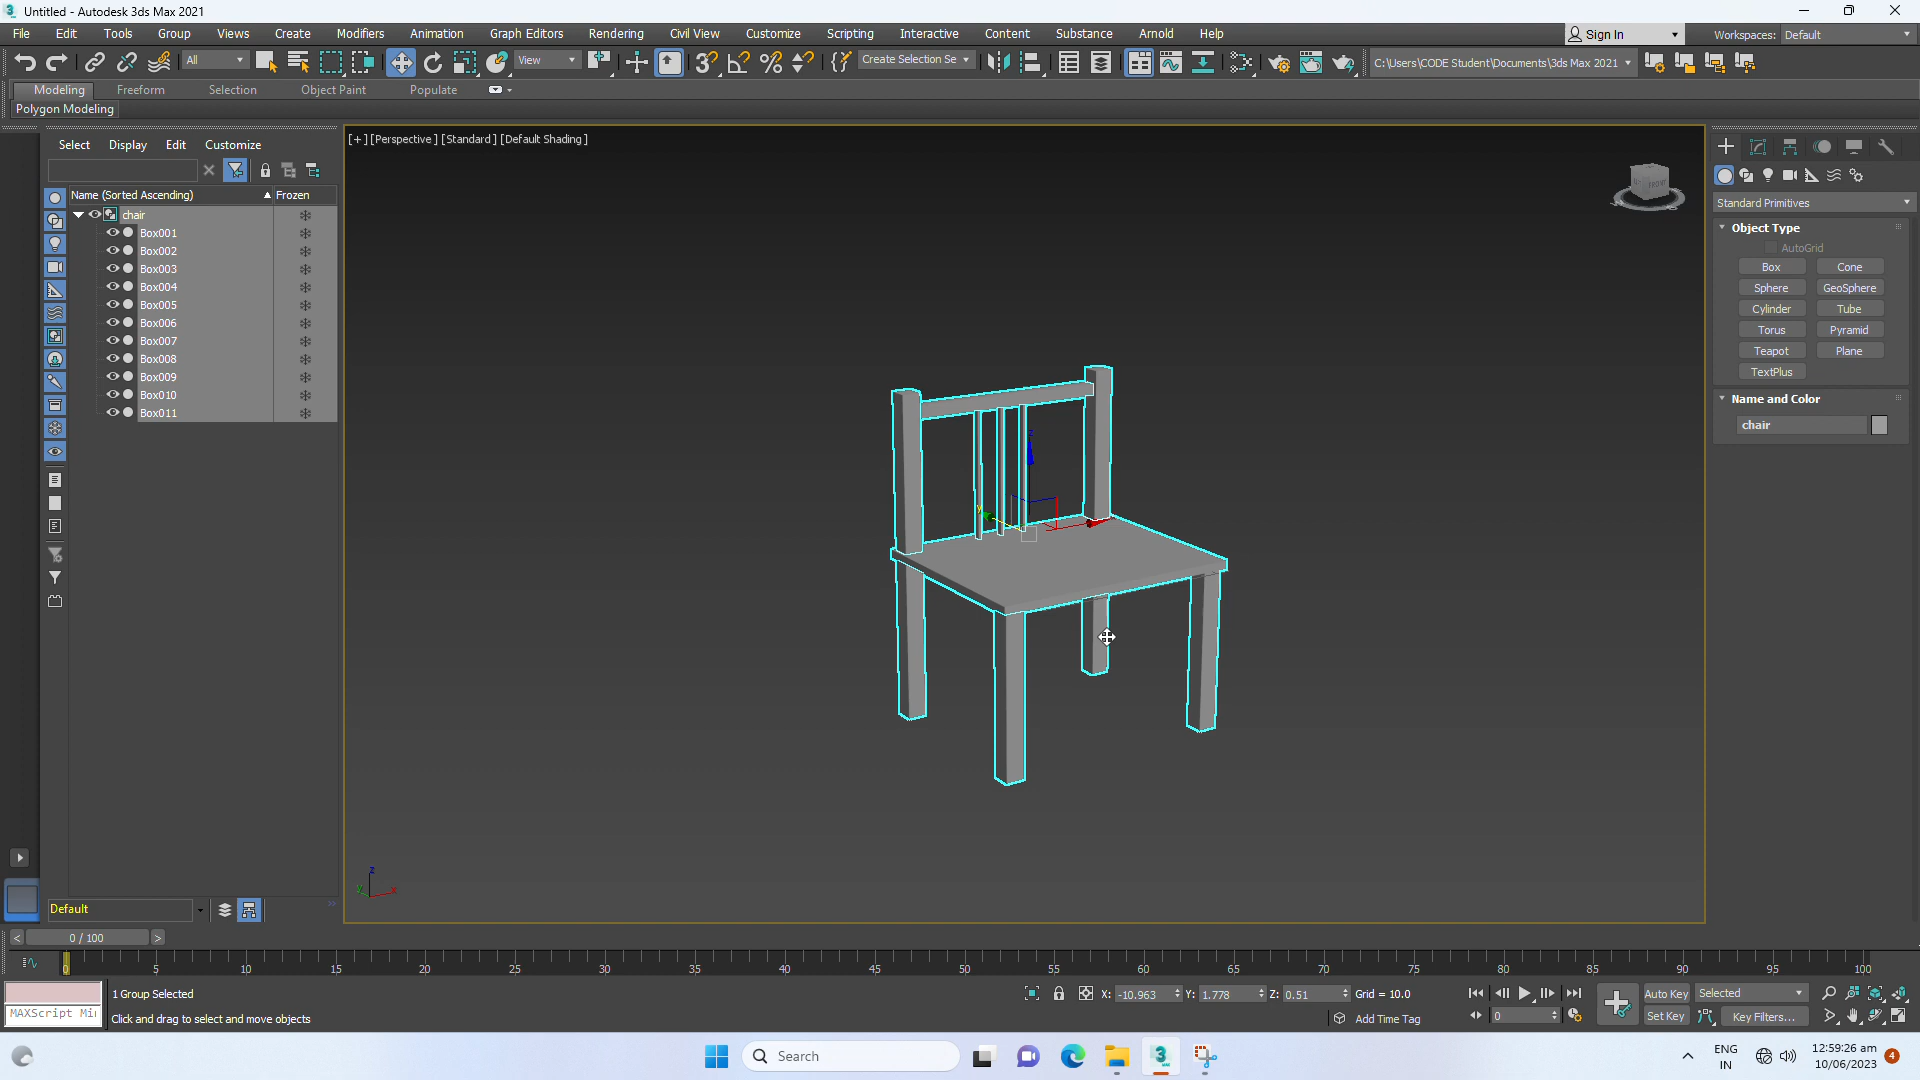 Untitled - Autodesk 3ds Max 2021
File Edit Tools Group Views Create Modifiers Animation Graph Editors Rendering Civil View Customize Scripting Interactive Content Substance Arnold Help
Sign In
Workspaces: Default
All
View
Create Selection Se
C:\Users\CODE Student\Documents\3ds Max 2021
Modeling Freeform Selection Object Paint Populate
Polygon Modeling
Select Display Edit Customize
Name (Sorted Ascending) Frozen
chair
Box001
Box002
Box003
Box004
Box005
Box006
Box007
Box008
Box009
Box010
Box011
[+] [Perspective] [Standard] [Default Shading]
FRONT
z
y
z
y
x
Standard Primitives
Object Type
AutoGrid
Box Cone
Sphere GeoSphere
Cylinder Tube
Torus Pyramid
Teapot Plane
TextPlus
Name and Color
chair
Default
0 / 100
0 5 10 15 20 25 30 35 40 45 50 55 60 65 70 75 80 85 90 95 100
1 Group Selected
X: -10.963 Y: 1.778 Z: 0.51 Grid = 10.0
Auto Key Selected
MAXScript Mi
Click and drag to select and move objects
Add Time Tag
0
Set Key Key Filters...
Search
ENG
IN
12:59:26 am
10/06/2023
4